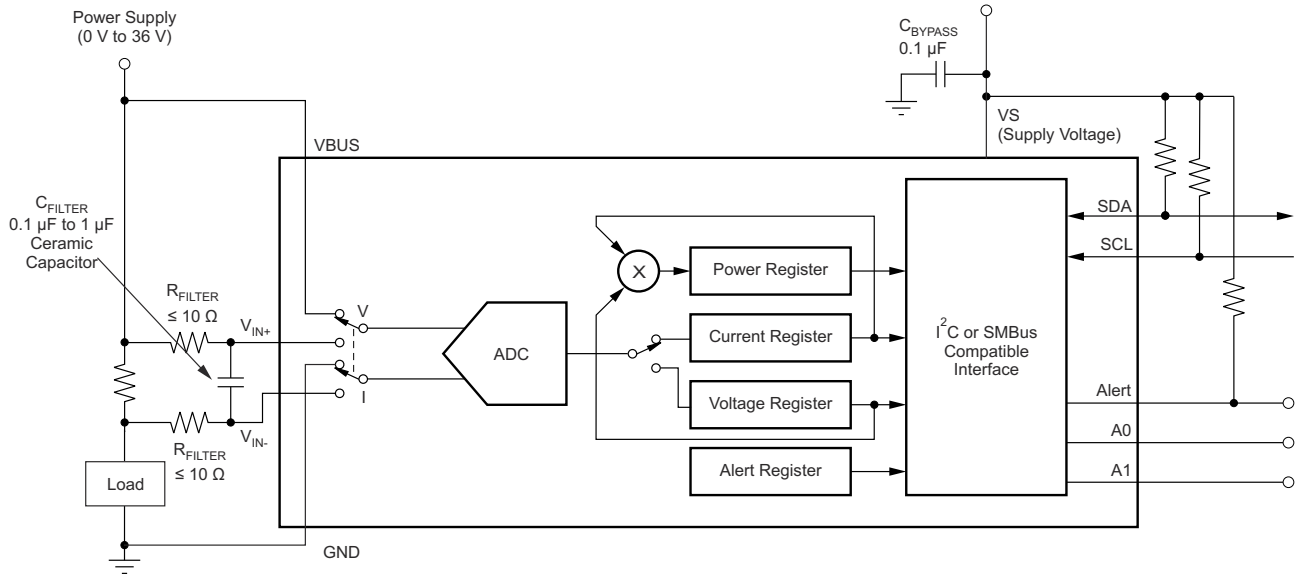 Power Supply
(0 V to 36 V)
C_BYPASS
0.1 µF
VS
(Supply Voltage)
VBUS
C_FILTER
0.1 µF to 1 µF
Ceramic
Capacitor
R_FILTER
≤ 10 Ω
V_IN+
V
I
V_IN-
R_FILTER
≤ 10 Ω
Load
GND
ADC
X
Power Register
Current Register
Voltage Register
Alert Register
I²C or SMBus
Compatible
Interface
SDA
SCL
Alert
A0
A1